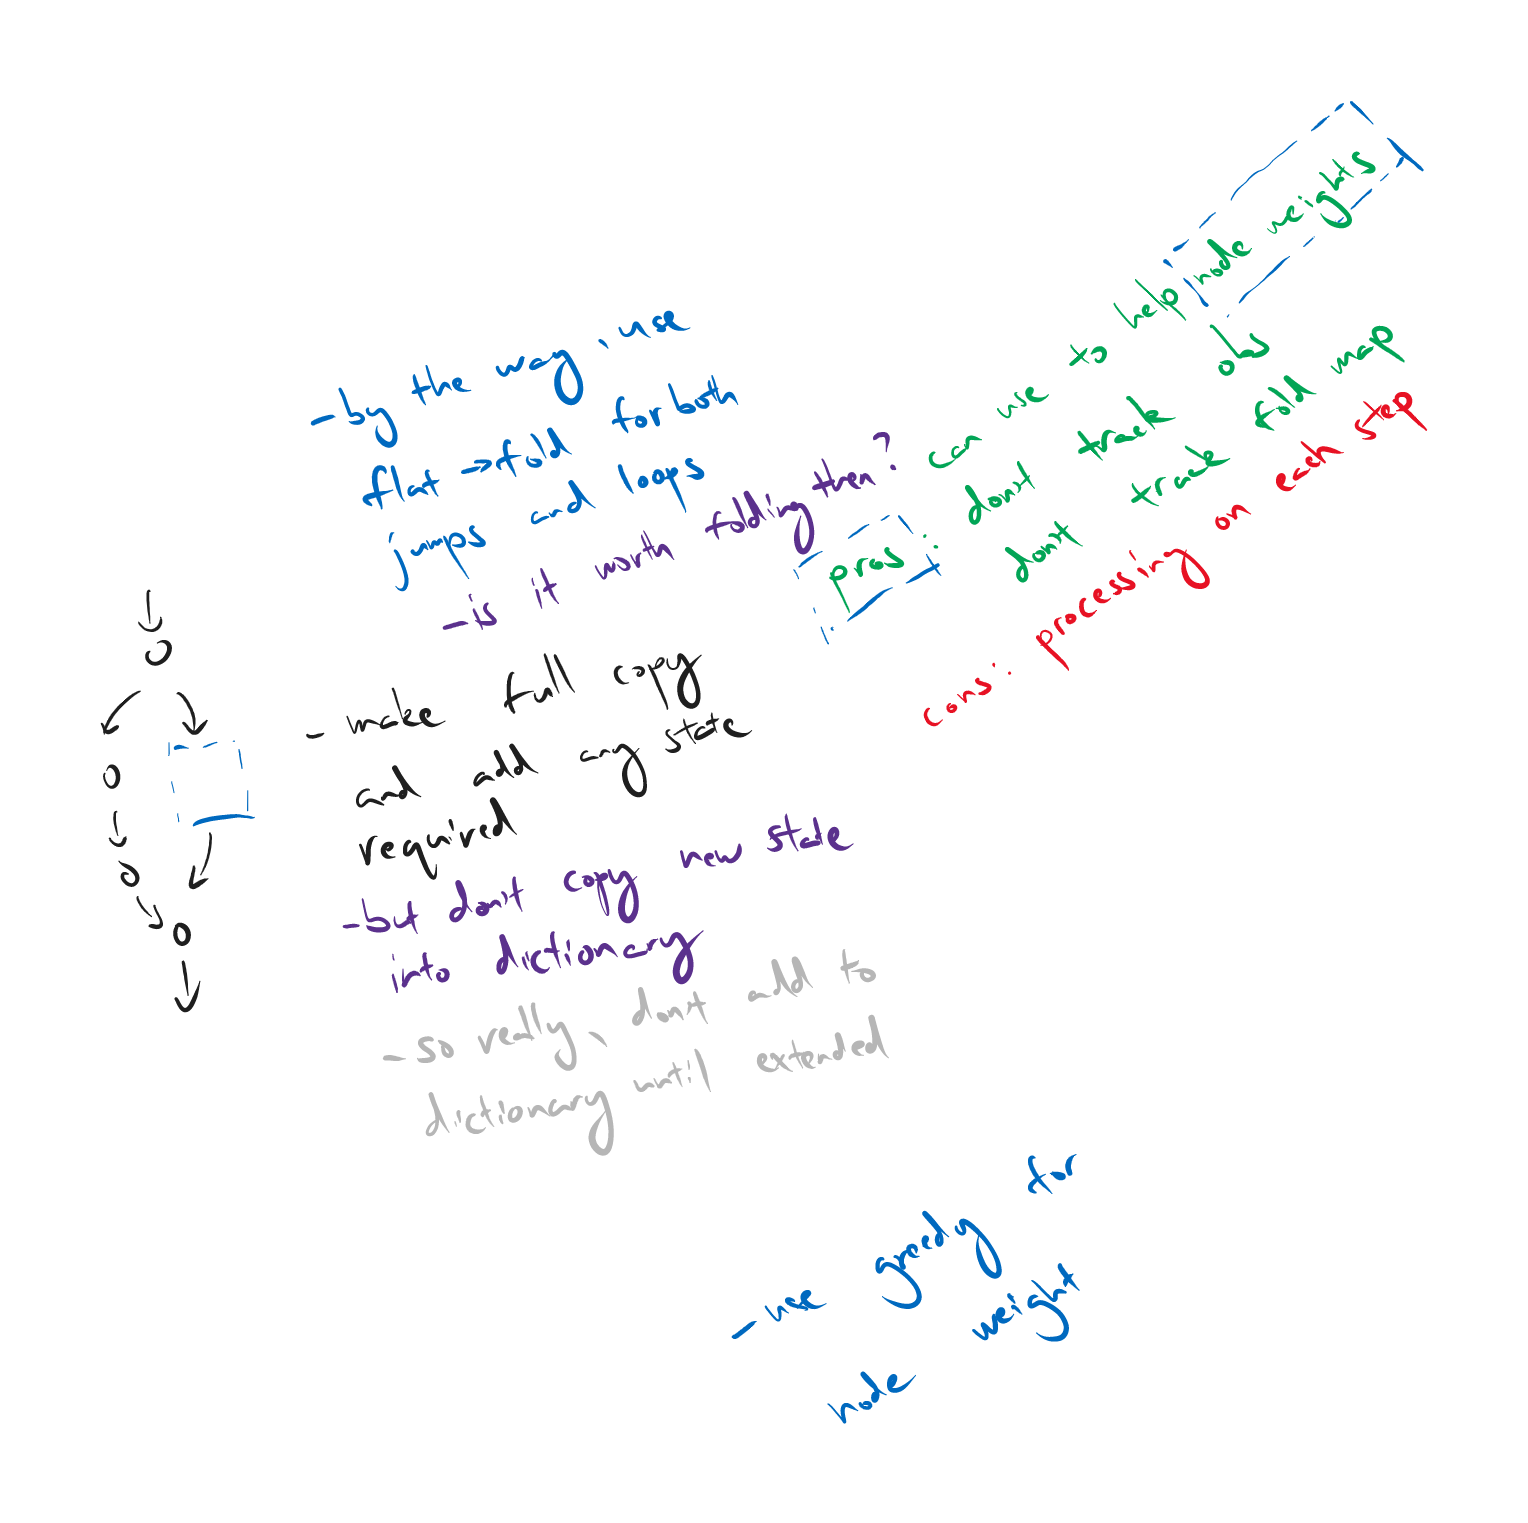 - by the way, use
flat → fold for both
jumps and loops
- is it worth folding then?
can use to help node weights
pros: don't track obs
don't track fold map
cons: processing on each step
- make full copy
and add any state
required
- but don't copy new state
into dictionary
- so really, don't add to
dictionary until extended
- use greedy for
node weight